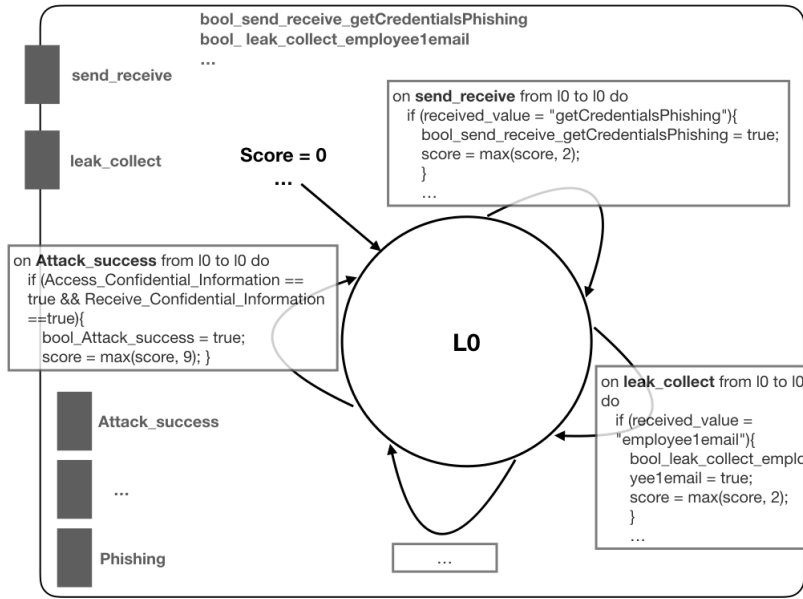 bool_send_receive_getCredentialsPhishing
bool_ leak_collect_employee1email
...
send_receive
leak_collect
Score = 0
...
on send_receive from l0 to l0 do
if (received_value = "getCredentialsPhishing"){
bool_send_receive_getCredentialsPhishing = true;
score = max(score, 2);
}
...
on Attack_success from l0 to l0 do
if (Access_Confidential_Information ==
true && Receive_Confidential_Information
==true){
bool_Attack_success = true;
score = max(score, 9); }
L0
on leak_collect from l0 to l0
do
if (received_value =
"employee1email"){
bool_leak_collect_emplo
yee1email = true;
score = max(score, 2);
}
...
Attack_success
...
Phishing
...